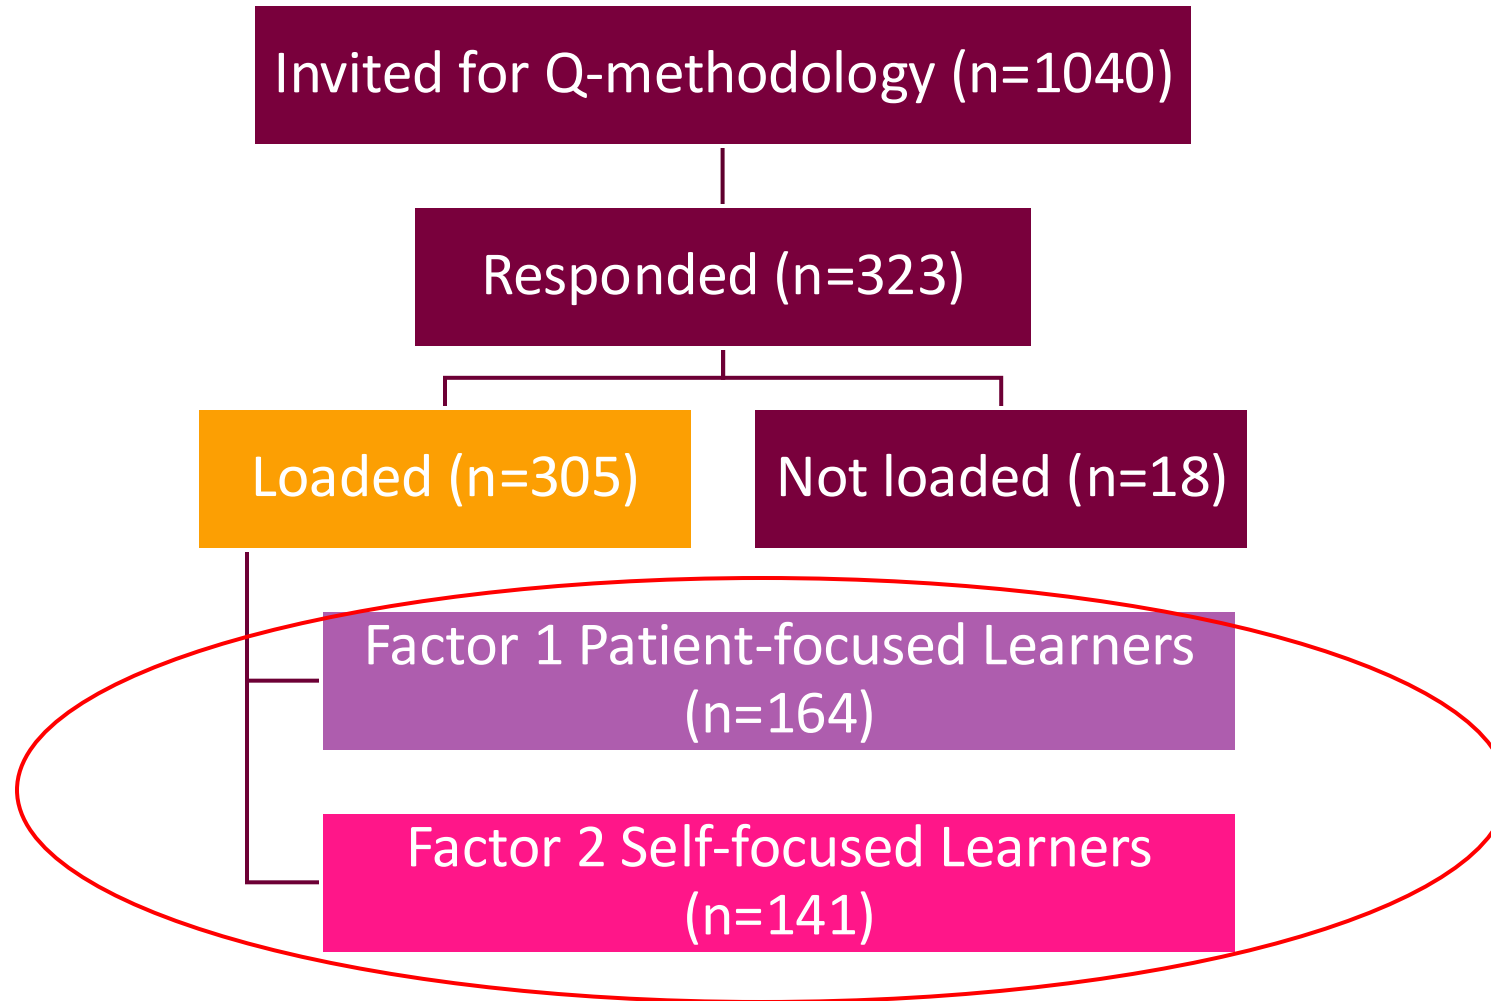 Invited for Q-methodology (n=1040)
Responded (n=323)
Loaded (n=305)
Not loaded (n=18)
Factor 1 Patient-focused Learners
(n=164)
Factor 2 Self-focused Learners
(n=141)